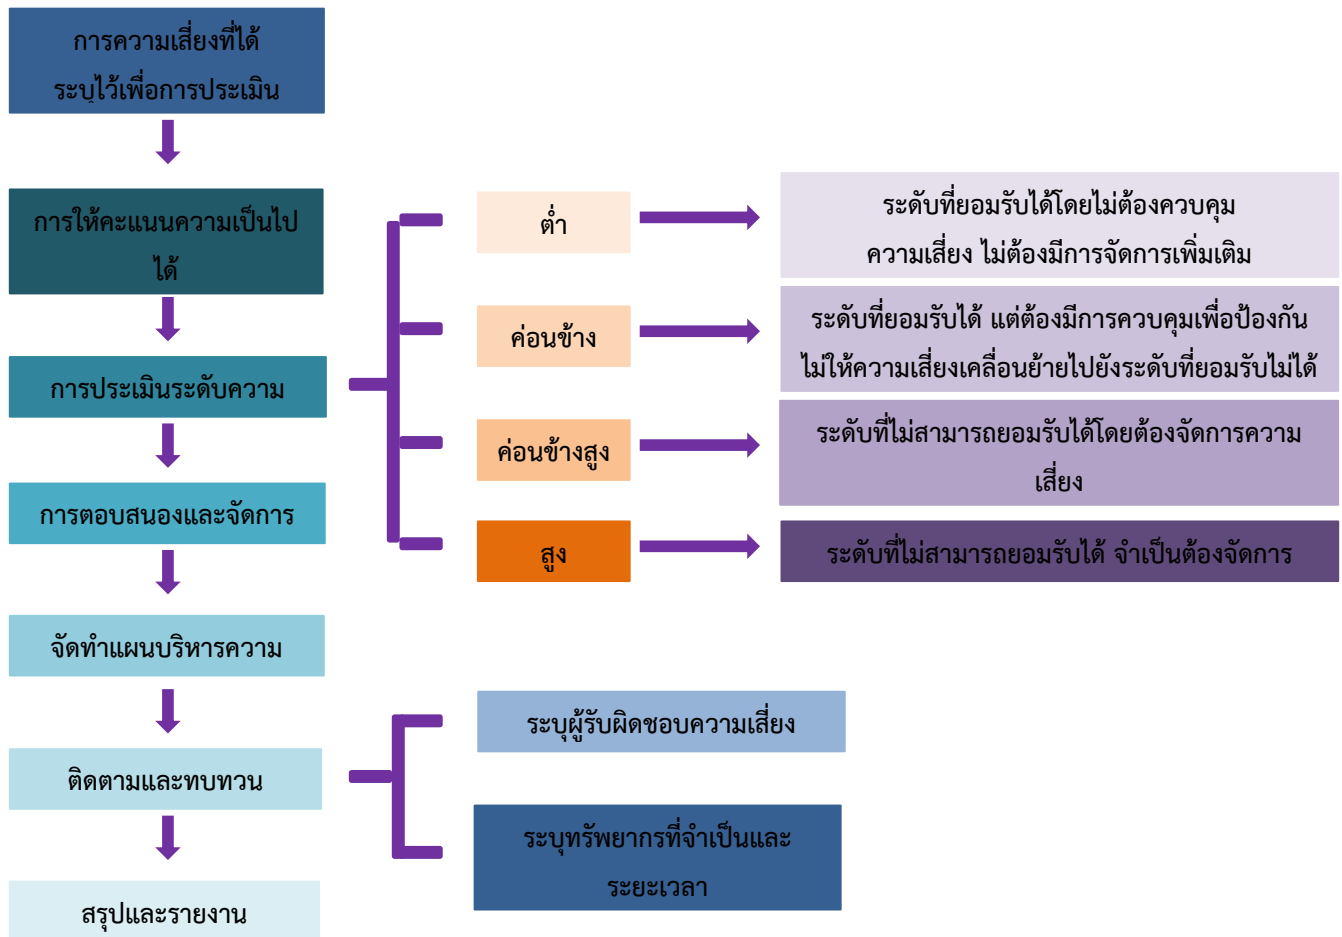 การความเสี่ยงที่ได้
ระบุไว้เพื่อการประเมิน
การให้คะแนนความเป็นไป
ได้
การประเมินระดับความ
การตอบสนองและจัดการ
จัดทำแผนบริหารความ
ติดตามและทบทวน
สรุปและรายงาน
ต่ำ
ระดับที่ยอมรับได้โดยไม่ต้องควบคุม
ความเสี่ยง ไม่ต้องมีการจัดการเพิ่มเติม
ค่อนข้าง
ระดับที่ยอมรับได้ แต่ต้องมีการควบคุมเพื่อป้องกัน
ไม่ให้ความเสี่ยงเคลื่อนย้ายไปยังระดับที่ยอมรับไม่ได้
ค่อนข้างสูง
ระดับที่ไม่สามารถยอมรับได้โดยต้องจัดการความ
เสี่ยง
สูง
ระดับที่ไม่สามารถยอมรับได้ จำเป็นต้องจัดการ
ระบุผู้รับผิดชอบความเสี่ยง
ระบุทรัพยากรที่จำเป็นและ
ระยะเวลา